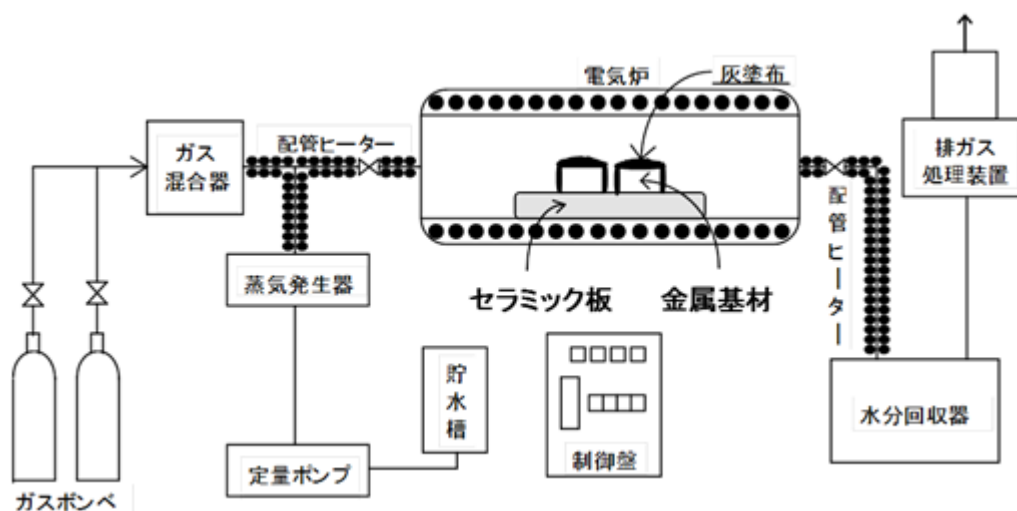 電気炉
灰塗布
ガス
混合器
配管ヒーター
排ガス
処理装置
配管ヒーター
蒸気発生器
セラミック板
金属基材
貯水槽
水分回収器
定量ポンプ
制御盤
ガスボンベ